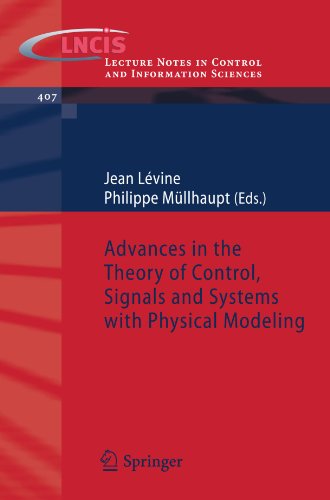 LNCIS
LECTURE NOTES IN CONTROL
AND INFORMATION SCIENCES
407
Jean Lévine
Philippe Müllhaupt (Eds.)
Advances in the
Theory of Control,
Signals and Systems
with Physical Modeling
Springer